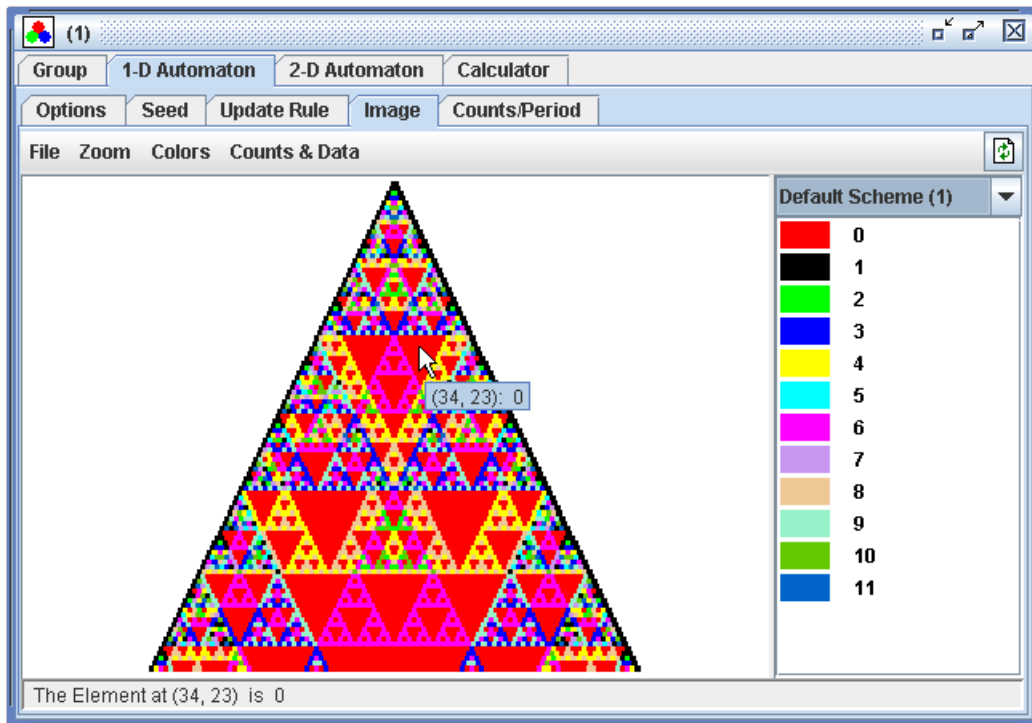 (1)
Group 1-D Automaton 2-D Automaton Calculator
Options Seed Update Rule Image Counts/Period
File Zoom Colors Counts & Data
Default Scheme (1)
0
1
2
3
4
5
6
7
8
9
10
11
(34, 23): 0
The Element at (34, 23) is 0